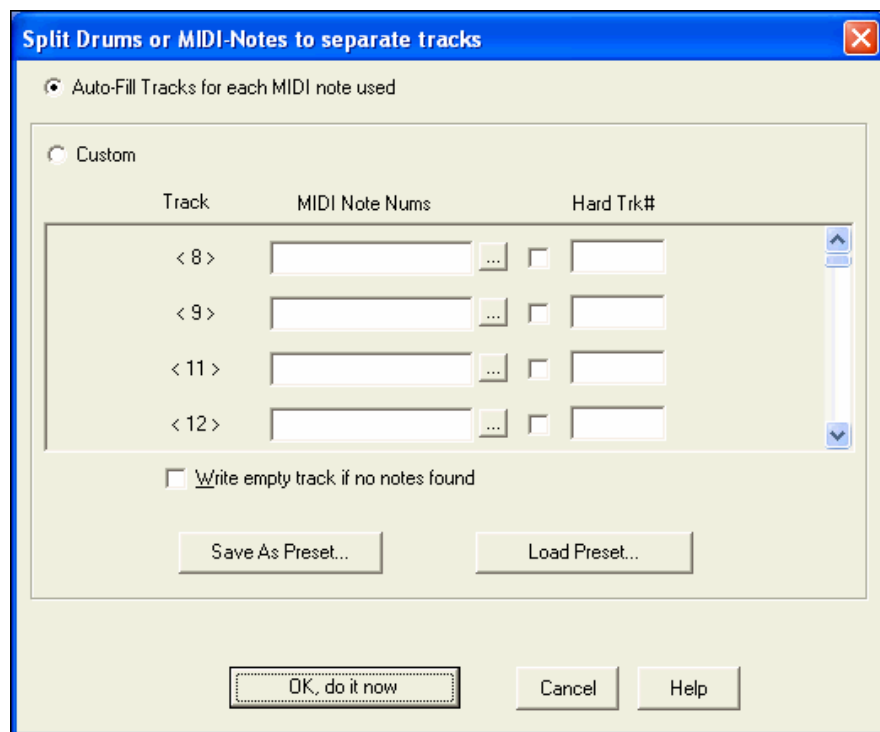 Split Drums or MIDI-Notes to separate tracks
Auto-Fill Tracks for each MIDI note used
Custom
Track MIDI Note Nums Hard Trk#
< 8 > ...
< 9 > ...
< 11 > ...
< 12 > ...
Write empty track if no notes found
Save As Preset... Load Preset...
OK, do it now Cancel Help